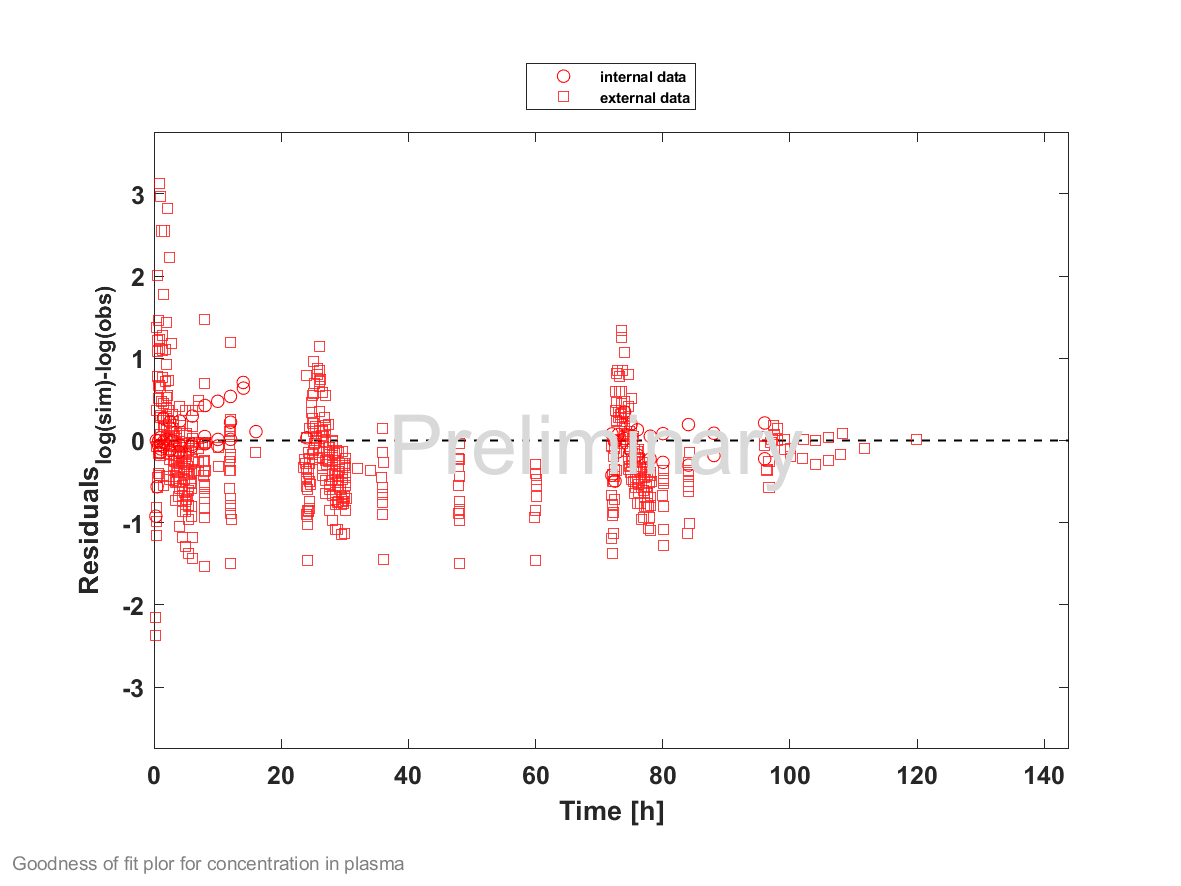 internal data
external data
3
2
1
0
-1
-2
-3
Residuals log(sim)-log(obs)
Preliminary
0 20 40 60 80 100 120 140
Time [h]
Goodness of fit plor for concentration in plasma